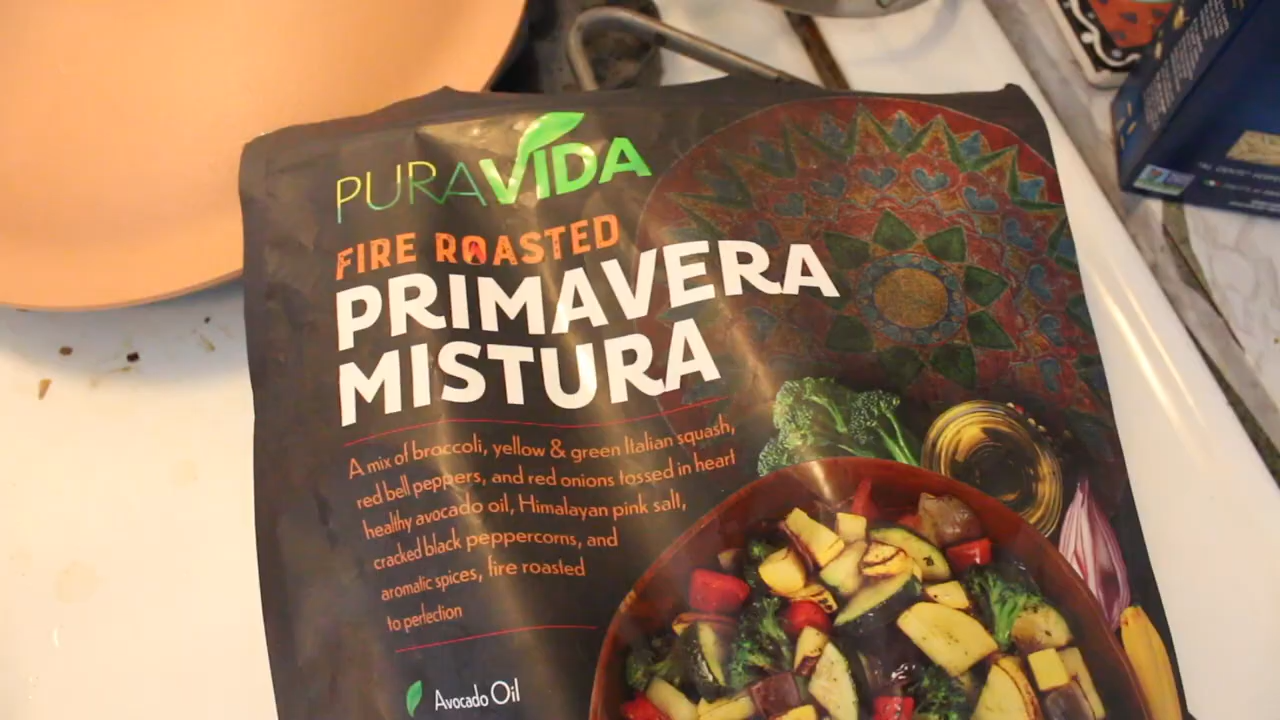 PURAVIDA
FIRE ROASTED
PRIMAVERA
MISTURA
A mix of broccoli, yellow & green Italian squash,
red bell peppers, and red onions tossed in heart
healthy avocado oil, Himalayan pink salt,
cracked black peppercorns, and
aromatic spices, fire roasted
to perfection
Avocado Oil